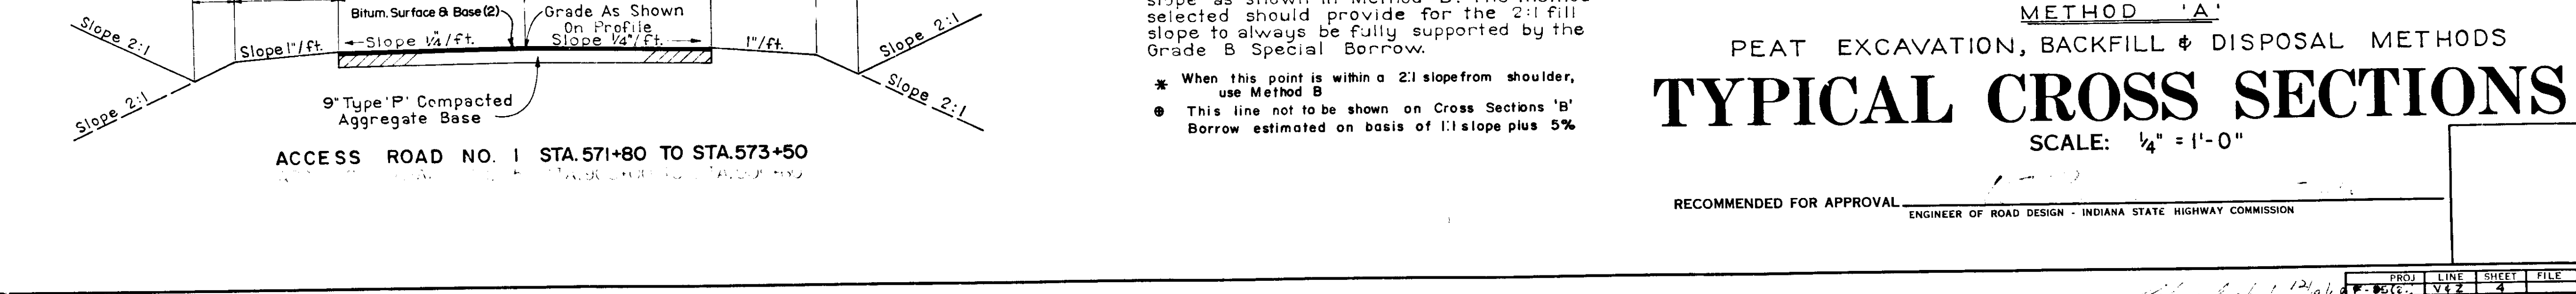 Bitum. Surface & Base (2)
Grade As Shown
On Profile
Slope 2:1
Slope 1"/ft.
Slope 1/4"/ft.
Slope 1/4"/ft.
1"/ft.
Slope 2:1
Slope 2:1
Slope 2:1
9" Type 'P' Compacted
Aggregate Base
ACCESS ROAD NO. 1 STA. 571+80 TO STA. 573+50
selected should provide for the 2:1 fill
slope to always be fully supported by the
Grade B Special Borrow.
* When this point is within a 2:1 slope from shoulder,
use Method B
⊕ This line not to be shown on Cross Sections 'B'
Borrow estimated on basis of 1:1 slope plus 5%
METHOD 'A'
PEAT EXCAVATION, BACKFILL & DISPOSAL METHODS
TYPICAL CROSS SECTIONS
SCALE: 1/4" = 1'-0"
RECOMMENDED FOR APPROVAL
ENGINEER OF ROAD DESIGN - INDIANA STATE HIGHWAY COMMISSION
PROJ LINE SHEET FILE
V & Z 4